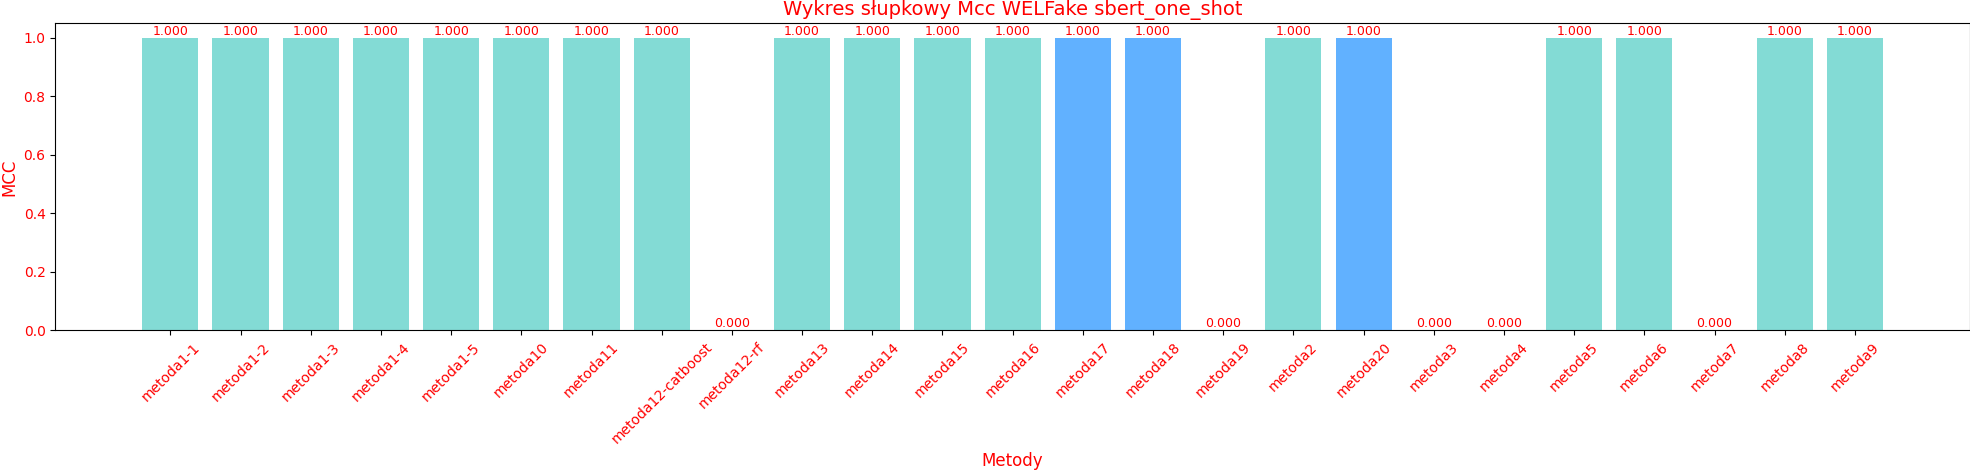 Wykres słupkowy Mcc WELFake sbert_one_shot
1.000 1.000 1.000 1.000 1.000 1.000 1.000 1.000 0.000 1.000 1.000 1.000 1.000 1.000 1.000 0.000 1.000 1.000 0.000 0.000 1.000 1.000 0.000 1.000 1.000
1.0
0.8
0.6
0.4
0.2
0.0
MCC
metoda1-1 metoda1-2 metoda1-3 metoda1-4 metoda1-5 metoda10 metoda11 metoda12-catboost metoda12-rf metoda13 metoda14 metoda15 metoda16 metoda17 metoda18 metoda19 metoda2 metoda20 metoda3 metoda4 metoda5 metoda6 metoda7 metoda8 metoda9
Metody